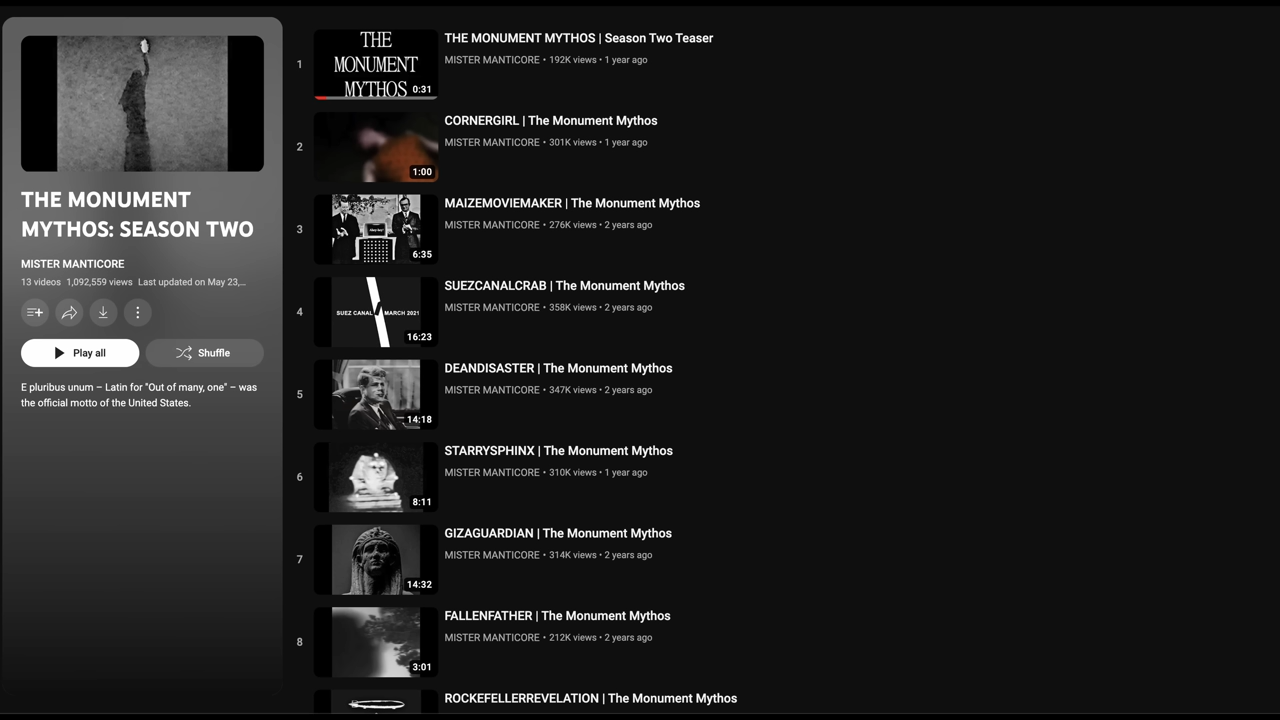 THE MONUMENT
MYTHOS: SEASON TWO
MISTER MANTICORE
13 videos 1,092,559 views Last updated on May 23,...
Play all
Shuffle
E pluribus unum – Latin for "Out of many, one" – was
the official motto of the United States.
1
THE
MONUMENT
MYTHOS
0:31
THE MONUMENT MYTHOS | Season Two Teaser
MISTER MANTICORE • 192K views • 1 year ago
2
1:00
CORNERGIRL | The Monument Mythos
MISTER MANTICORE • 301K views • 1 year ago
3
6:35
MAIZEMOVIEMAKER | The Monument Mythos
MISTER MANTICORE • 276K views • 2 years ago
4
SUEZ CANAL MARCH 2021
16:23
SUEZCANALCRAB | The Monument Mythos
MISTER MANTICORE • 358K views • 2 years ago
5
14:18
DEANDISASTER | The Monument Mythos
MISTER MANTICORE • 347K views • 2 years ago
6
8:11
STARRYSPHINX | The Monument Mythos
MISTER MANTICORE • 310K views • 1 year ago
7
14:32
GIZAGUARDIAN | The Monument Mythos
MISTER MANTICORE • 314K views • 2 years ago
8
3:01
FALLENFATHER | The Monument Mythos
MISTER MANTICORE • 212K views • 2 years ago
ROCKEFELLERREVELATION | The Monument Mythos